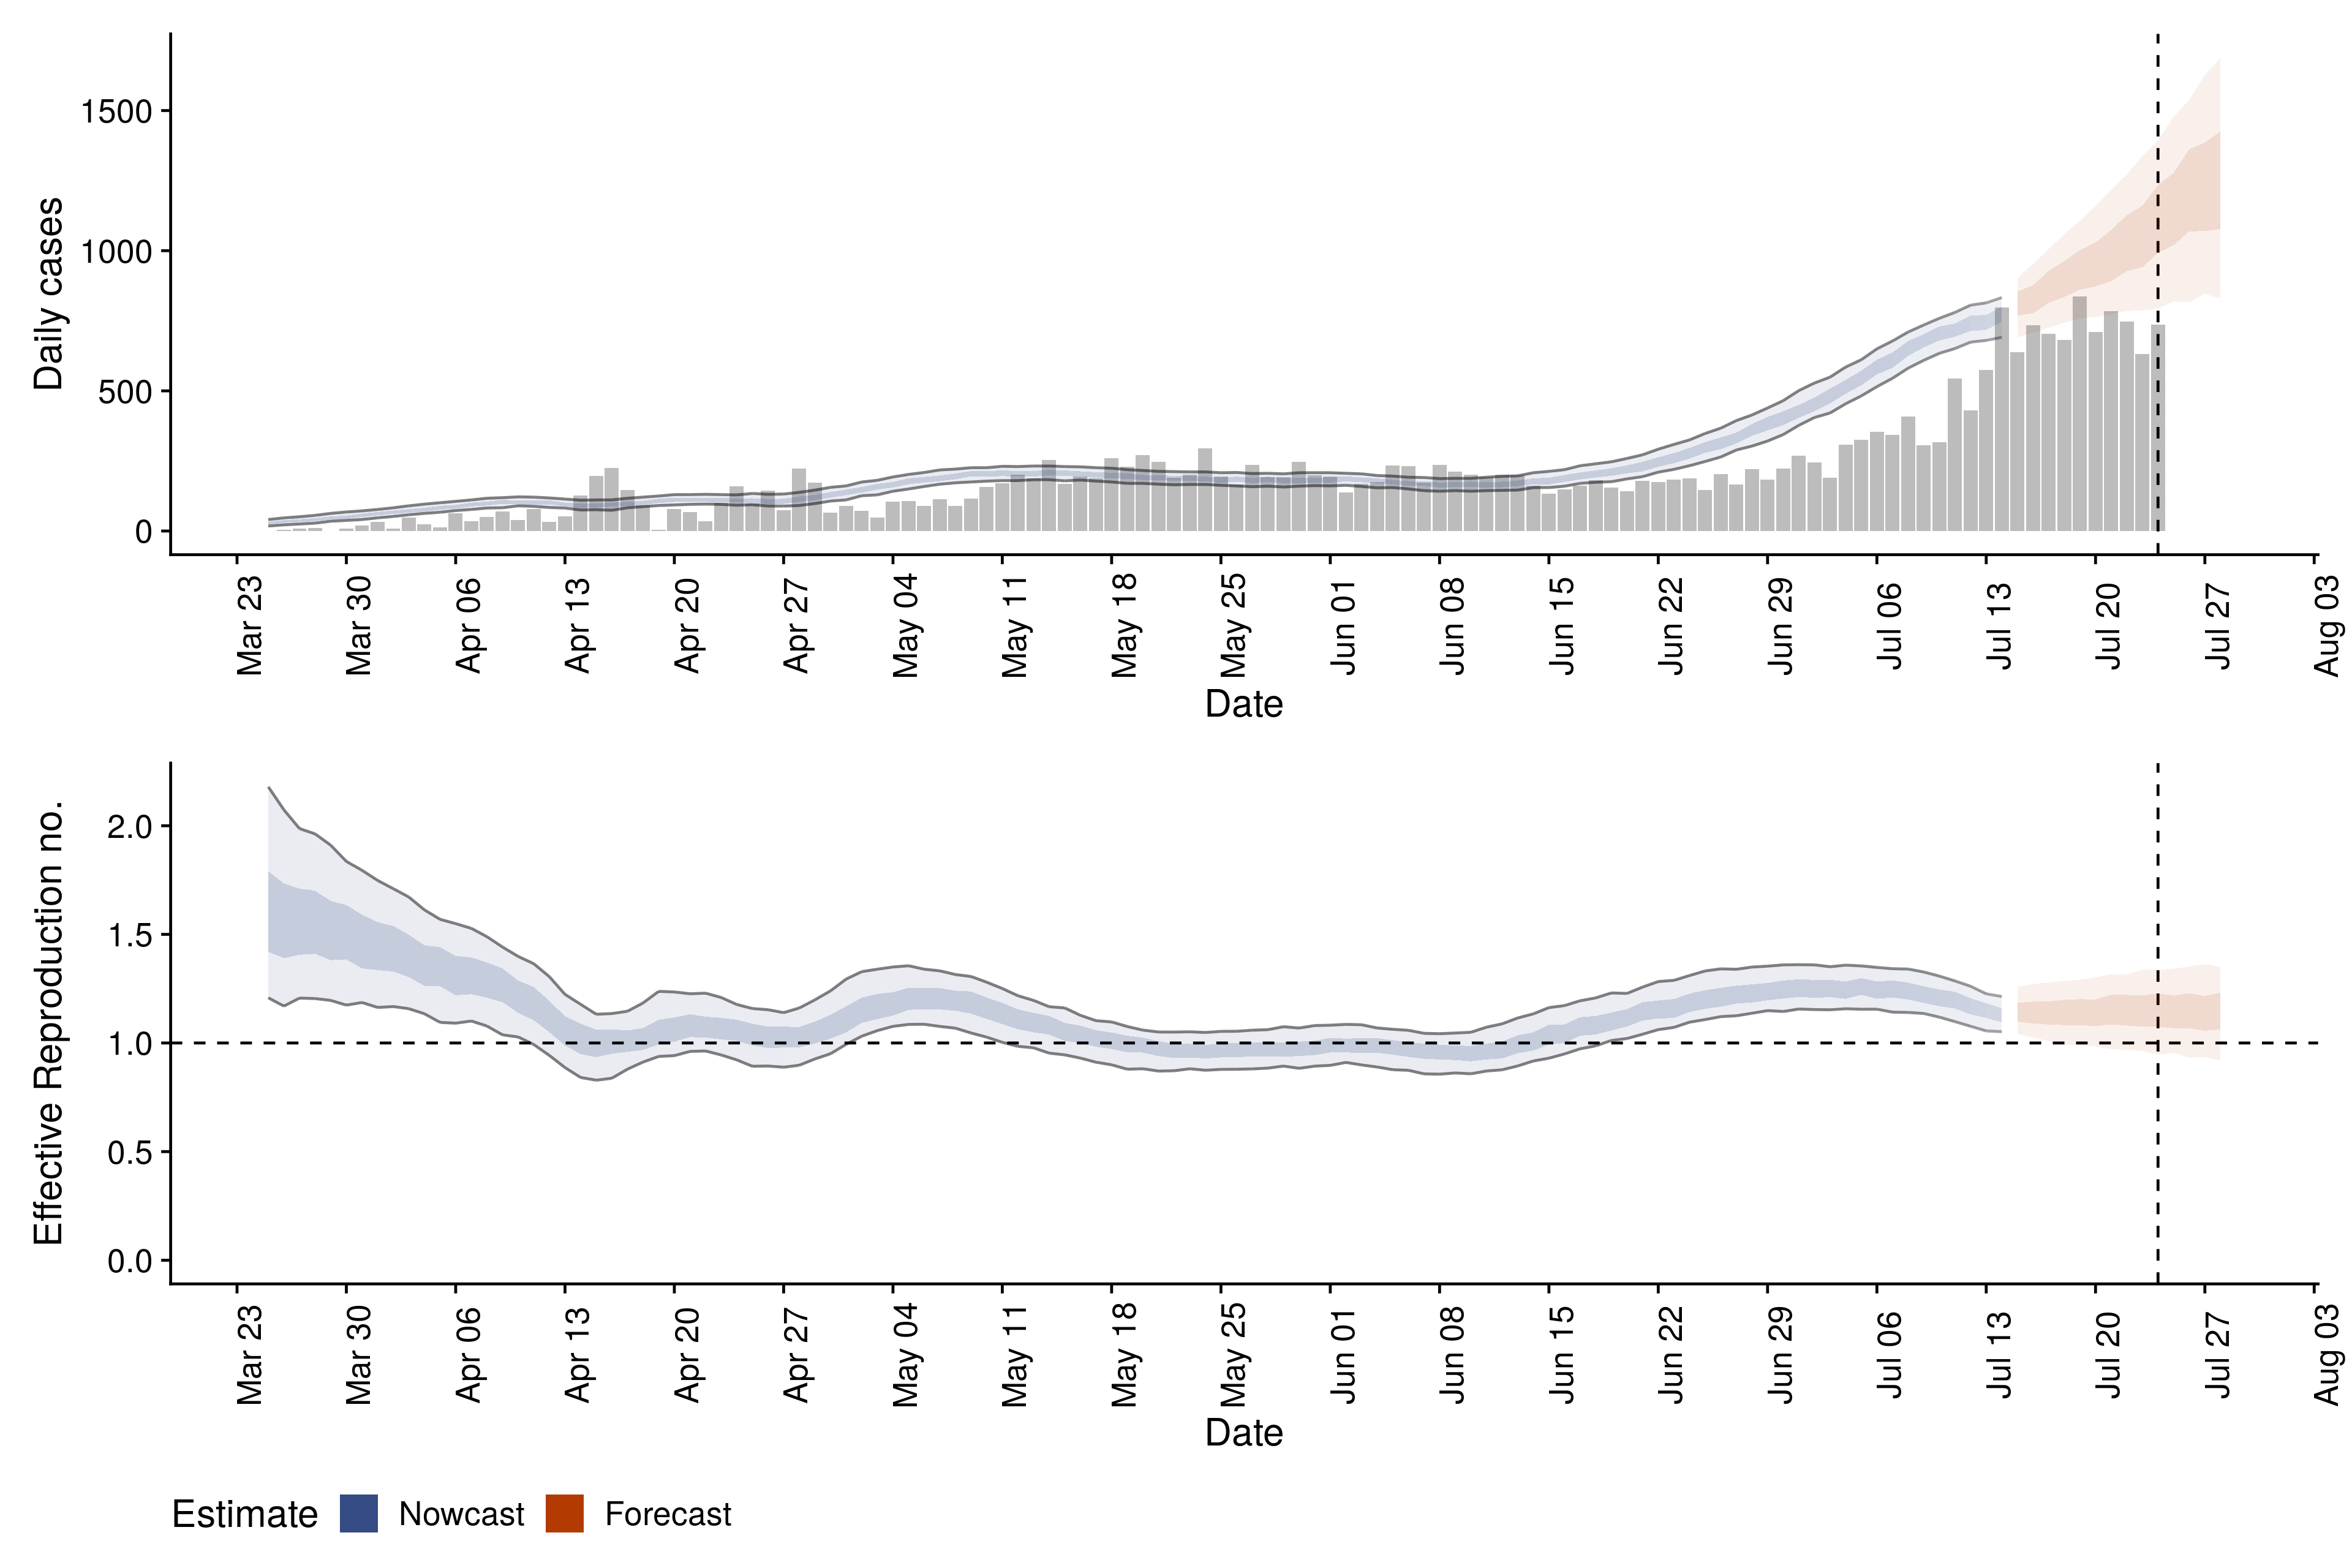 Daily cases
1500
1000
500
0
Mar 23
Mar 30
Apr 06
Apr 13
Apr 20
Apr 27
May 04
May 11
May 18
May 25
Jun 01
Jun 08
Jun 15
Jun 22
Jun 29
Jul 06
Jul 13
Jul 20
Jul 27
Aug 03
Date
Effective Reproduction no.
2.0
1.5
1.0
0.5
0.0
Mar 23
Mar 30
Apr 06
Apr 13
Apr 20
Apr 27
May 04
May 11
May 18
May 25
Jun 01
Jun 08
Jun 15
Jun 22
Jun 29
Jul 06
Jul 13
Jul 20
Jul 27
Aug 03
Date
Estimate Nowcast Forecast